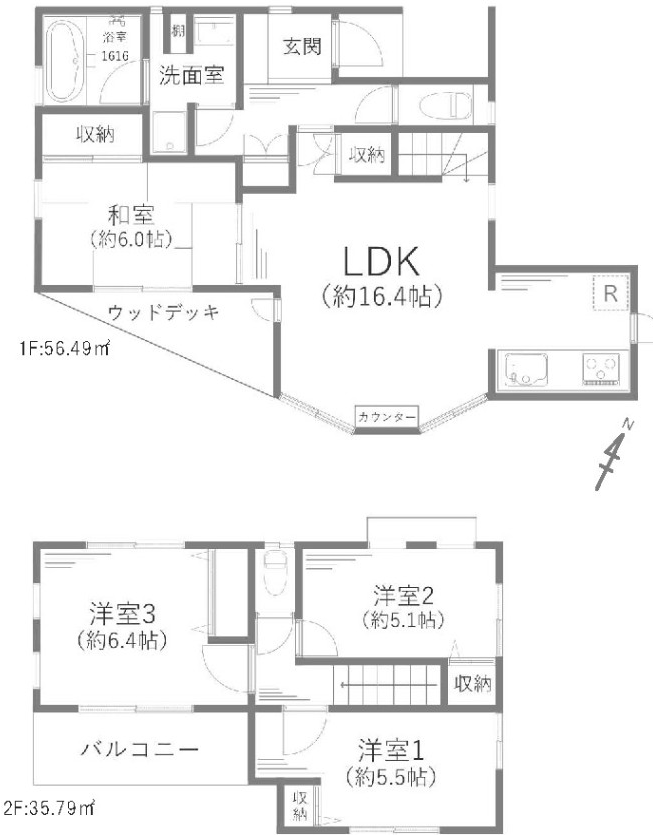 浴室
1616
棚
洗面室
玄関
収納
収納
和室
(約6.0帖)
LDK
(約16.4帖)
R
ウッドデッキ
1F:56.49㎡
カウンター
N
洋室3
(約6.4帖)
洋室2
(約5.1帖)
収納
バルコニー
洋室1
(約5.5帖)
収納
2F:35.79㎡